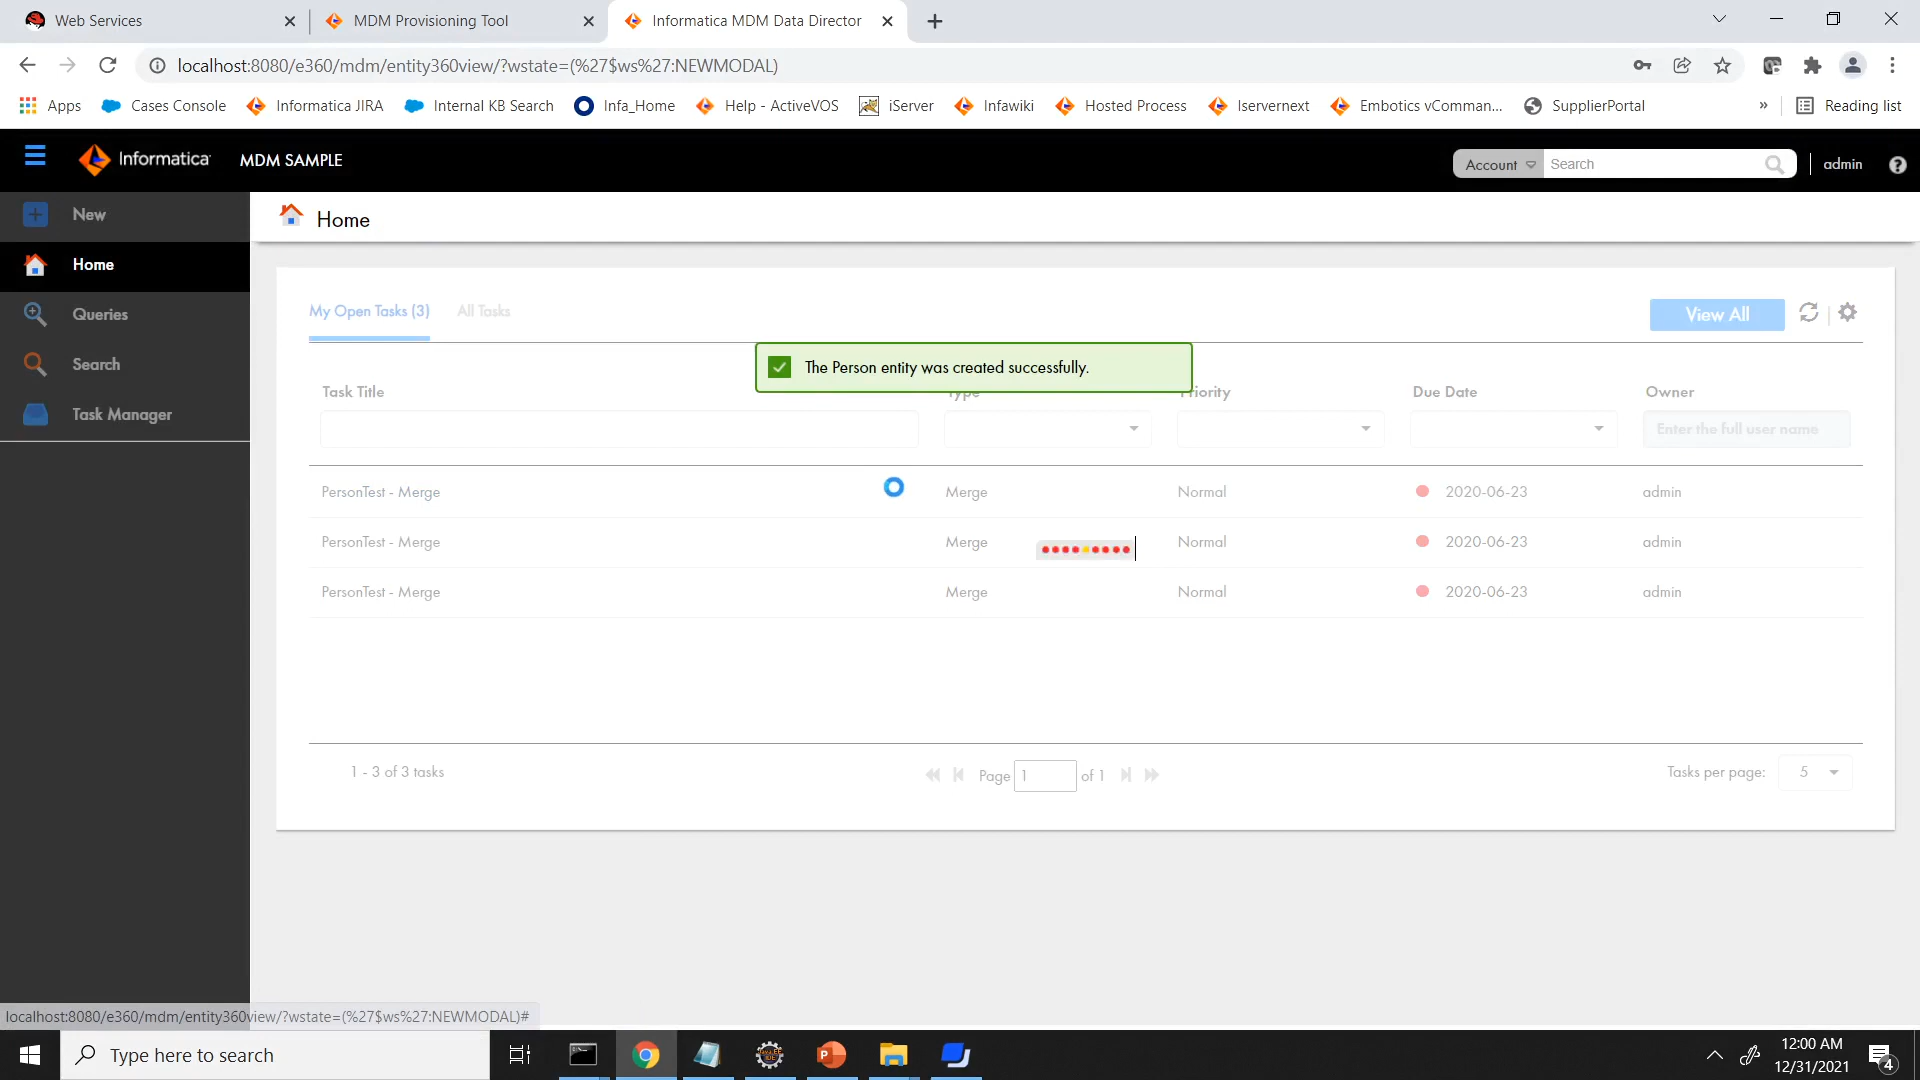 Web Services
MDM Provisioning Tool
Informatica MDM Data Director
localhost:8080/e360/mdm/entity360view/?wstate=(%27$ws%27:NEWMODAL)
Apps
Cases Console
Informatica JIRA
Internal KB Search
Infa_Home
Help - ActiveVOS
iServer
Infawiki
Hosted Process
Iservernext
Embotics vComman...
SupplierPortal
»
Reading list
Informatica
MDM SAMPLE
Account
Search
admin
New
Home
Queries
Search
Task Manager
Home
My Open Tasks (3)
All Tasks
View All
The Person entity was created successfully.
Task Title
Type
Priority
Due Date
Owner
Enter the full user name
PersonTest - Merge Merge Normal 2020-06-23 admin
PersonTest - Merge Merge Normal 2020-06-23 admin
PersonTest - Merge Merge Normal 2020-06-23 admin
1 - 3 of 3 tasks
Page 1 of 1
Tasks per page: 5
localhost:8080/e360/mdm/entity360view/?wstate=(%27$ws%27:NEWMODAL)#
Type here to search
12:00 AM
12/31/2021
4